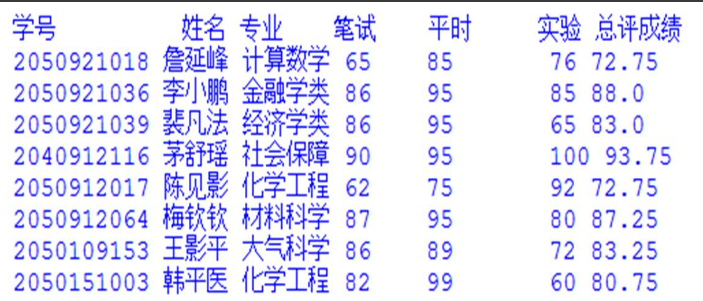 学号 姓名 专业 笔试 平时 实验 总评成绩
2050921018 詹延峰 计算数学 65 85 76 72.75
2050921036 李小鹏 金融学类 86 95 85 88.0
2050921039 裴凡法 经济学类 86 95 65 83.0
2040912116 茅舒瑶 社会保障 90 95 100 93.75
2050912017 陈见影 化学工程 62 75 92 72.75
2050912064 梅钦钦 材料科学 87 95 80 87.25
2050109153 王影平 大气科学 86 89 72 83.25
2050151003 韩平医 化学工程 82 99 60 80.75